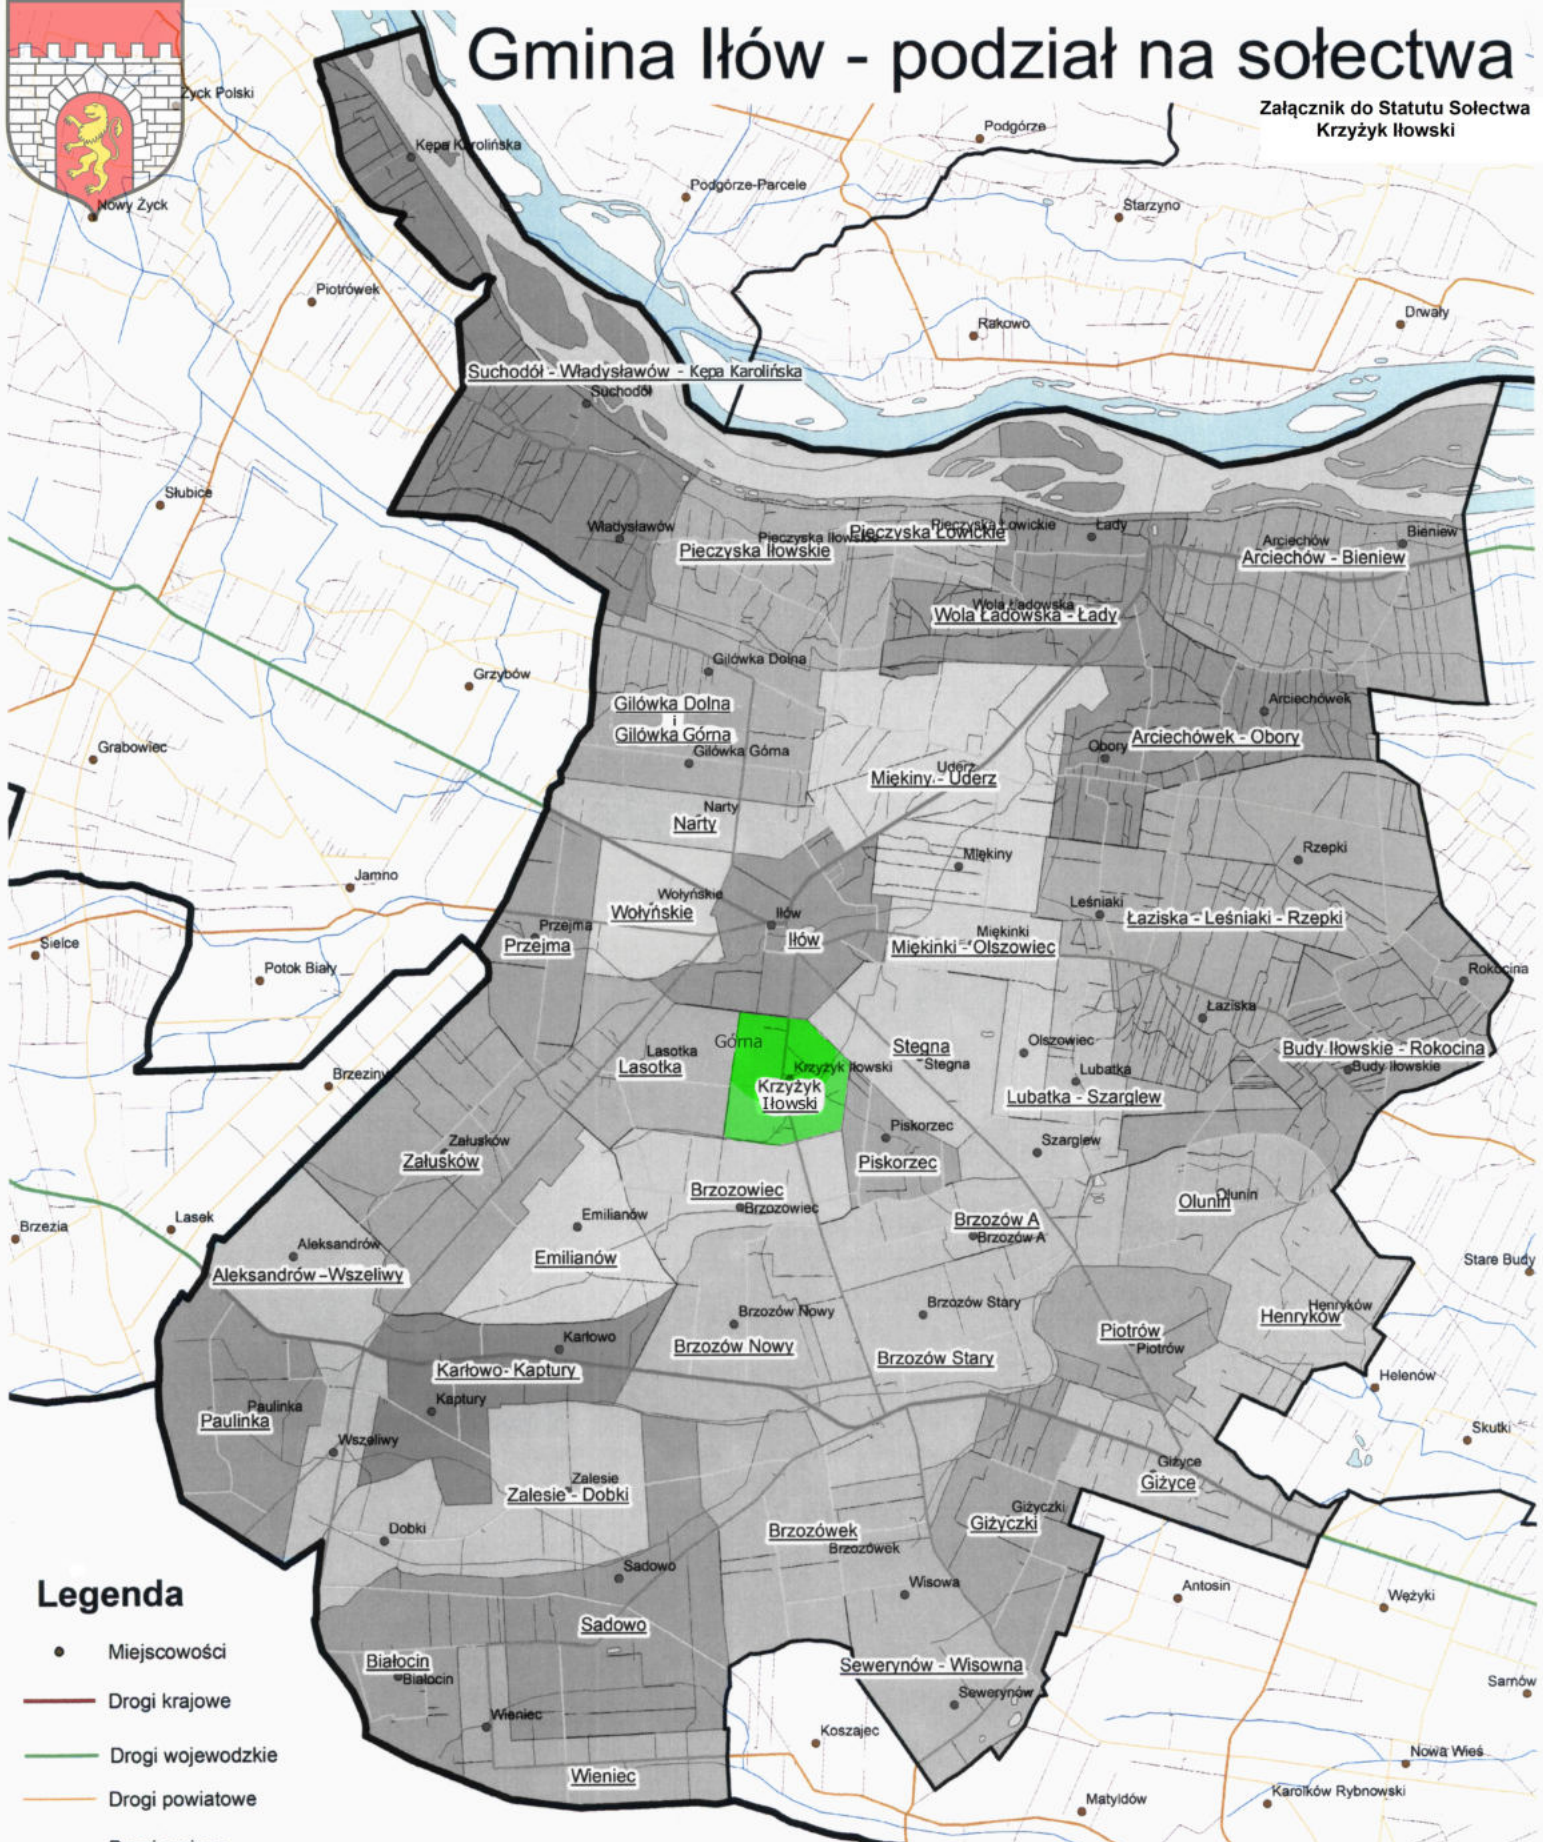 Gmina Iłów - podział na sołectwa
Załącznik do Statutu Sołectwa
Krzyżyk Iłowski
Życk Polski
Nowy Życk
Kępa Karolińska
Podgórze
Podgórze-Parcele
Starzyno
Piotrówek
Rakowo
Drwały
Suchodół - Władysławów - Kępa Karolińska
Suchodół
Słubice
Władysławów
Pieczyska Iłowskie
Pieczyska Iłowskie
Pieczyska Łowickie
Pieczyska Łowickie
Łady
Arciechów
Bieniew
Arciechów - Bieniew
Wola Ładowska
Wola Ładowska - Łady
Gilówka Dolna
Grzybów
Gilówka Dolna
i
Gilówka Górna
Gilówka Górna
Arciechówek
Arciechówek - Obory
Obory
Grabowiec
Uderz
Miękiny - Uderz
Narty
Narty
Miękiny
Rzepki
Jamno
Wołyńskie
Wołyńskie
Iłów
Iłów
Leśniaki
Łaziska - Leśniaki - Rzepki
Przejma
Przejma
Miękinki
Miękinki - Olszowiec
Sielce
Potok Biały
Rokocina
Łaziska
Górna
Lasotka
Lasotka
Stegna
Stegna
Olszowiec
Budy Iłowskie - Rokocina
Budy Iłowskie
Krzyżyk Iłowski
Krzyżyk
Iłowski
Brzeziny
Lubatka
Lubatka - Szarglew
Piskorzec
Piskorzec
Szarglew
Załusków
Załusków
Brzozowiec
Brzozowiec
Olunin
Olunin
Emilianów
Emilianów
Brzozów A
Brzozów A
Brzezia
Lasek
Aleksandrów
Aleksandrów - Wszeliwy
Stare Budy
Brzozów Nowy
Brzozów Nowy
Brzozów Stary
Brzozów Stary
Piotrów
Piotrów
Henryków
Henryków
Karłowo
Karłowo - Kaptury
Kaptury
Helenów
Paulinka
Paulinka
Wszeliwy
Skutki
Giżyce
Giżyce
Zalesie
Zalesie - Dobki
Dobki
Giżyczki
Giżyczki
Brzozówek
Brzozówek
Sadowo
Sadowo
Wisowa
Antosin
Wężyki
Legenda
Miejscowości
Drogi krajowe
Drogi wojewodzkie
Drogi powiatowe
Białocin
Białocin
Sewerynów - Wisowna
Sewerynów
Sarnów
Wieniec
Wieniec
Koszajec
Nowa Wieś
Matyldów
Karolków Rybnowski